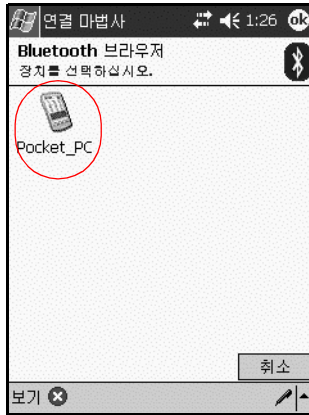 연결 마법사 1:26 ok
Bluetooth 브라우저
장치를 선택하십시오.
Pocket_PC
취소
보기